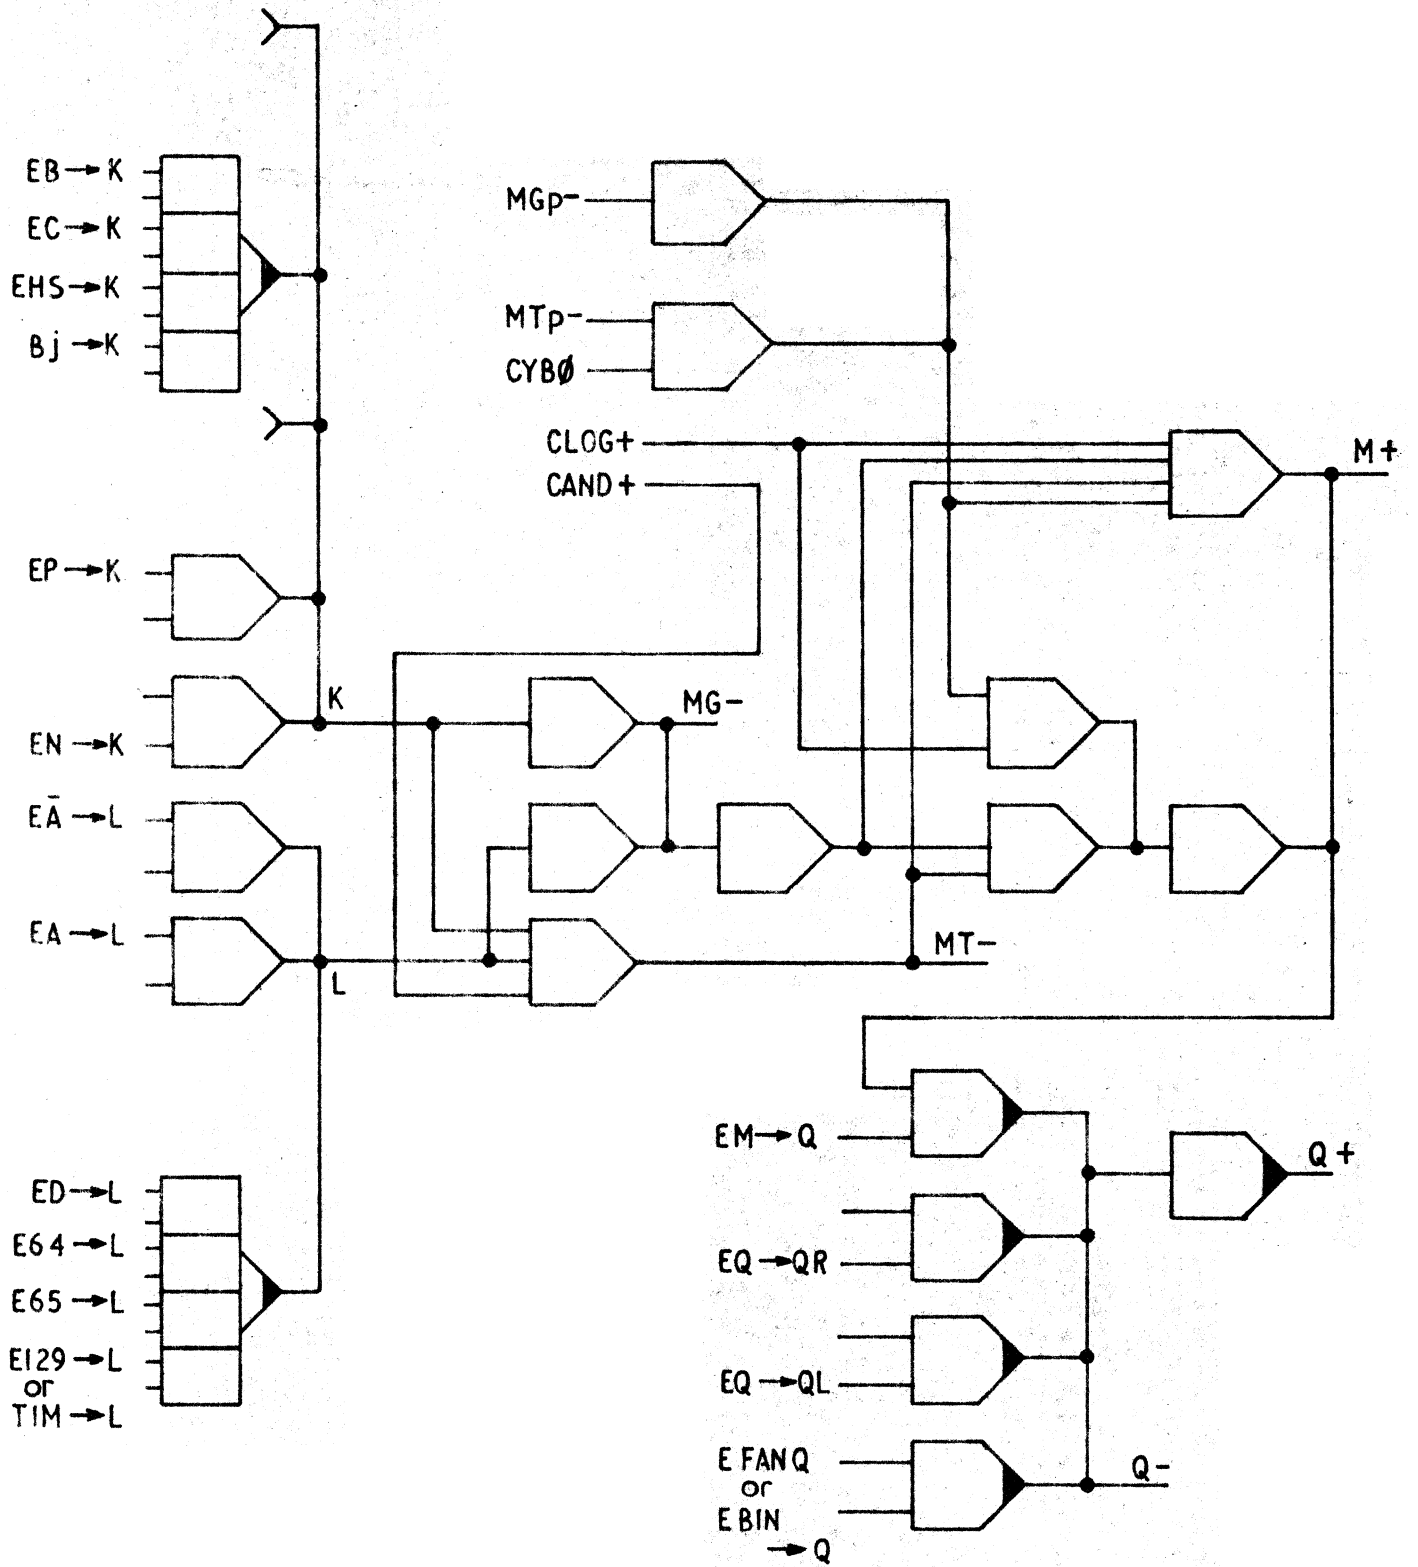 EB→K
EC→K
EHS→K
Bj→K
MGp-
MTp-
CYBØ
CLOG+
CAND+
M+
EP→K
K
MG-
EN→K
EĀ→L
EA→L
L
MT-
EM→Q
Q+
ED→L
E64→L
E65→L
E129→L
or
TIM→L
EQ→QR
EQ→QL
E FANQ
or
E BIN
→Q
Q-